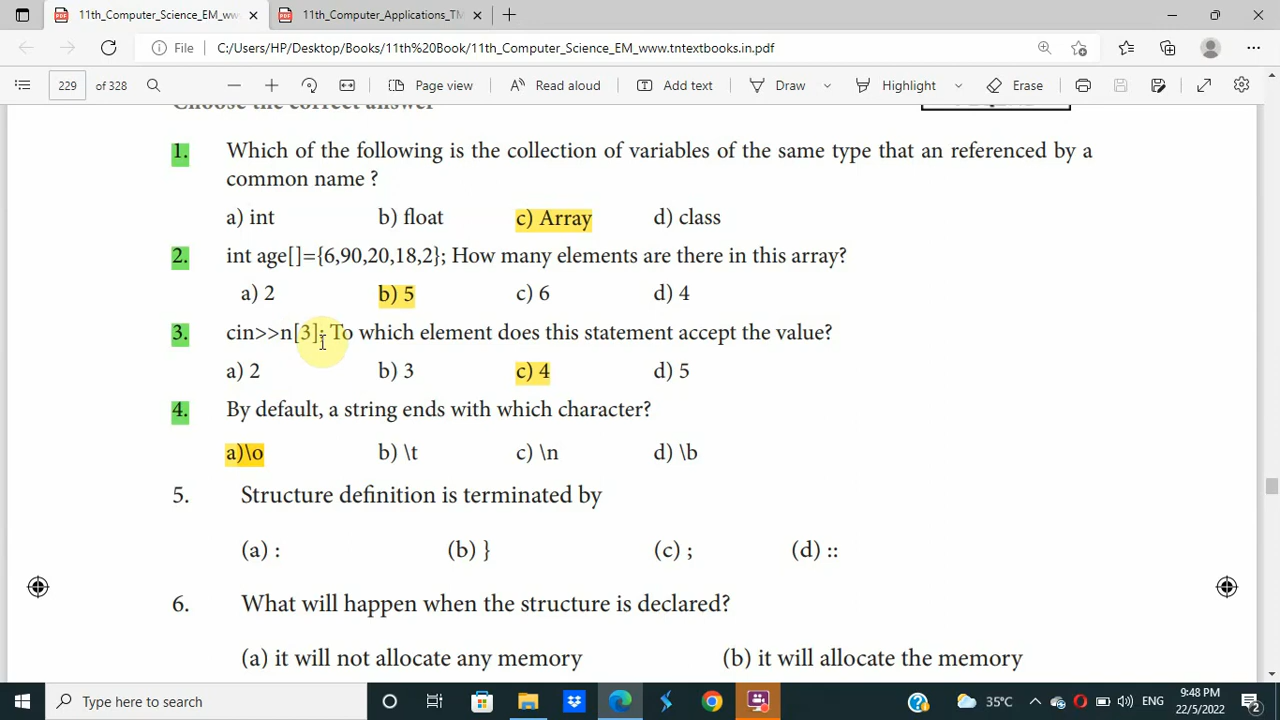 11th_Computer_Science_EM_ww
11th_Computer_Applications_TM
File
C:/Users/HP/Desktop/Books/11th%20Book/11th_Computer_Science_EM_www.tntextbooks.in.pdf
229 of 328
Page view
Read aloud
Add text
Draw
Highlight
Erase
Choose the correct answer
1. Which of the following is the collection of variables of the same type that an referenced by a
common name ?
a) int b) float c) Array d) class
2. int age[]={6,90,20,18,2}; How many elements are there in this array?
a) 2 b) 5 c) 6 d) 4
3. cin>>n[3]; To which element does this statement accept the value?
a) 2 b) 3 c) 4 d) 5
4. By default, a string ends with which character?
a)\o b) \t c) \n d) \b
5. Structure definition is terminated by
(a) : (b) } (c) ; (d) ::
6. What will happen when the structure is declared?
(a) it will not allocate any memory (b) it will allocate the memory
Type here to search
35°C
ENG
9:48 PM
22/5/2022
2